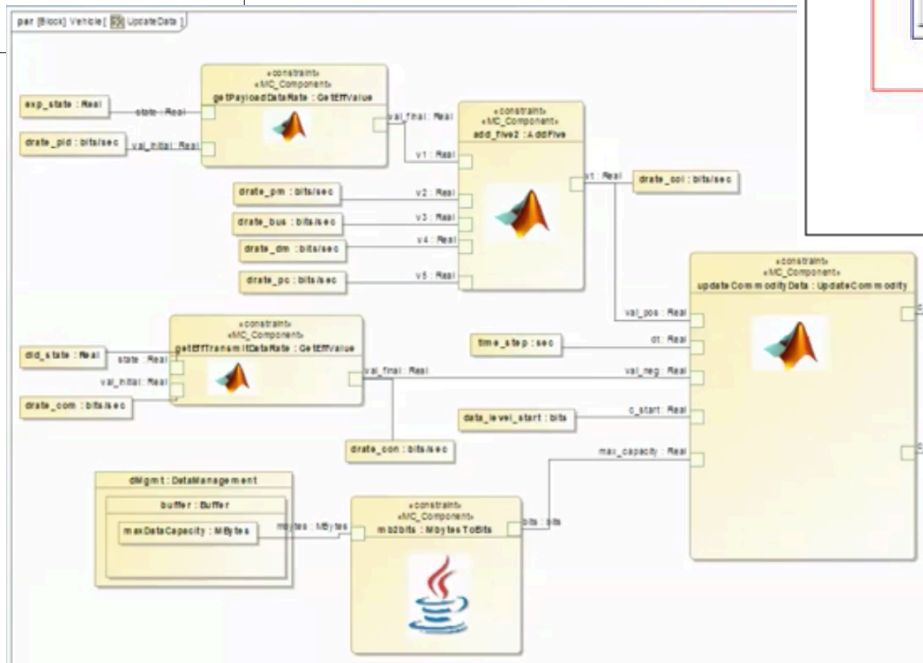 par [Block] Vehicle [ UpdateData ]
«constraint»
«MC_Component»
getPayloadDataRate : GetEffValue
exp_state : Real
state : Real
drate_pld : bits/sec
val_initial : Real
val_final : Real
«constraint»
«MC_Component»
add_five2 : AddFive
v1 : Real
drate_pm : bits/sec
v2 : Real
drate_bus : bits/sec
v3 : Real
drate_dm : bits/sec
v4 : Real
drate_pc : bits/sec
v5 : Real
drate_col : bits/sec
«constraint»
«MC_Component»
updateCommodityData : UpdateCommodity
val_pos : Real
time_step : sec
dt : Real
val_neg : Real
data_level_start : bits
c_start : Real
max_capacity : Real
«constraint»
«MC_Component»
getEffTransmitDataRate : GetEffValue
dld_state : Real
state : Real
val_initial : Real
drate_com : bits/sec
val_final : Real
drate_con : bits/sec
dMgmt : DataManagement
buffer : Buffer
maxDataCapacity : MBytes
mbytes : MBytes
«constraint»
«MC_Component»
mb2bits : MbytesToBits
bits : bits